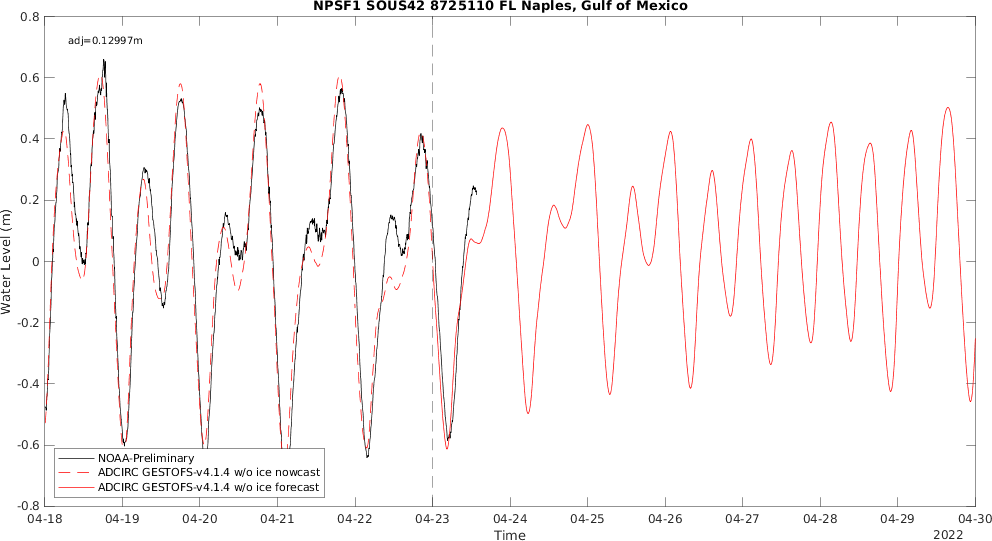 NPSF1 SOUS42 8725110 FL Naples, Gulf of Mexico
adj=0.12997m
Water Level (m)
0.8
0.6
0.4
0.2
0
-0.2
-0.4
-0.6
-0.8
NOAA-Preliminary
ADCIRC GESTOFS-v4.1.4 w/o ice nowcast
ADCIRC GESTOFS-v4.1.4 w/o ice forecast
04-18 04-19 04-20 04-21 04-22 04-23 04-24 04-25 04-26 04-27 04-28 04-29 04-30
Time
2022